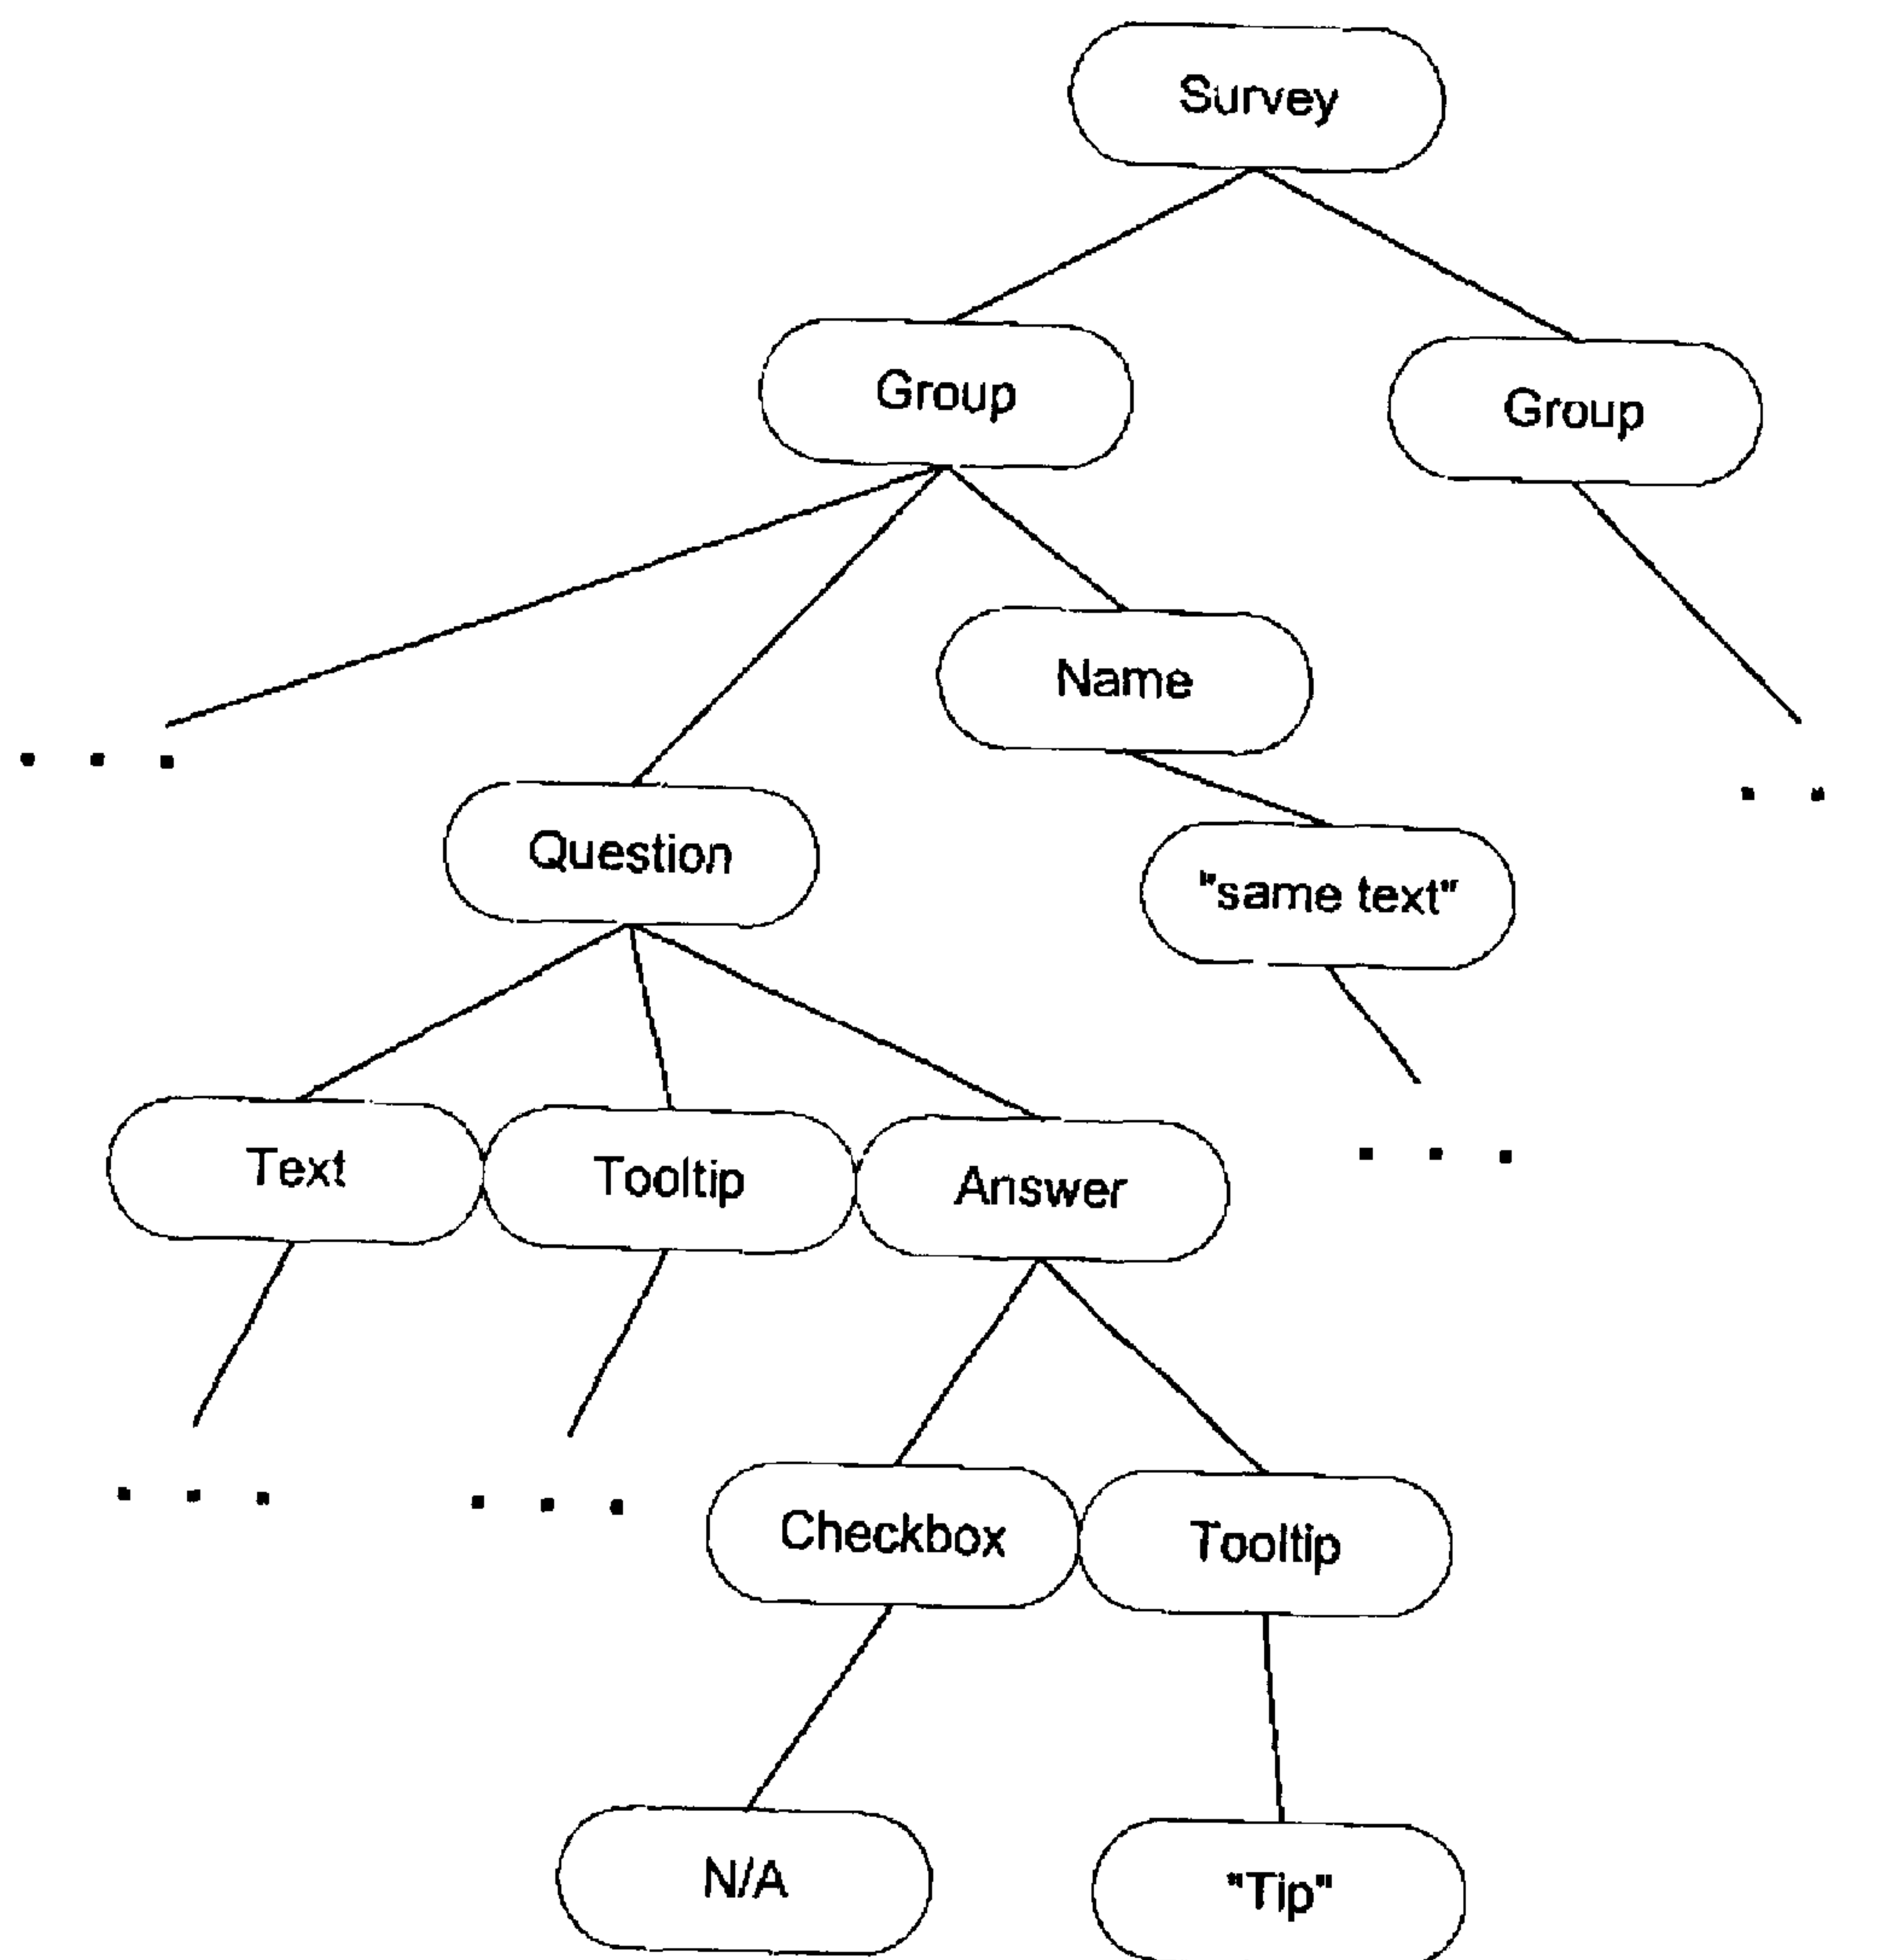 Survey
Group
Group
Name
Question
"same text"
. . .
. .
Text
Tooltip
Answer
. . .
. . .
. . .
Checkbox
Tooltip
N/A
"Tip"